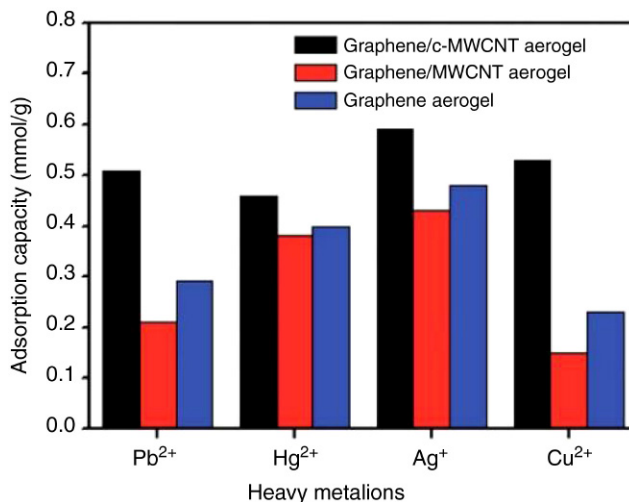 0.8
0.7
0.6
0.5
0.4
0.3
0.2
0.1
0.0
Adsorption capacity (mmol/g)
Graphene/c-MWCNT aerogel
Graphene/MWCNT aerogel
Graphene aerogel
Pb²⁺ Hg²⁺ Ag⁺ Cu²⁺
Heavy metalions